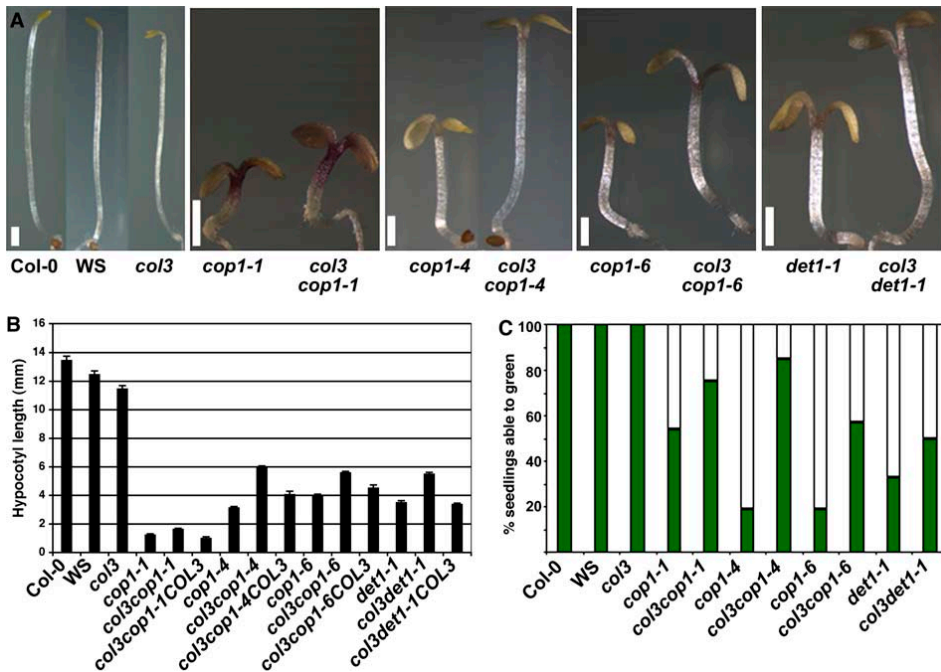 A
Col-0 WS col3 cop1-1 col3 cop1-4 col3 cop1-6 col3 det1-1 col3
cop1-1 cop1-4 cop1-6 det1-1
B
Hypocotyl length (mm)
16
14
12
10
8
6
4
2
0
Col-0
WS
col3
cop1-1
col3cop1-1
col3cop1-1COL3
cop1-4
col3cop1-4
col3cop1-4COL3
cop1-6
col3cop1-6
col3cop1-6COL3
det1-1
col3det1-1
col3det1-1COL3
C
% seedlings able to green
100
80
60
40
20
Col-0
WS
col3
cop1-1
col3cop1-1
cop1-4
col3cop1-4
cop1-6
col3cop1-6
det1-1
col3det1-1